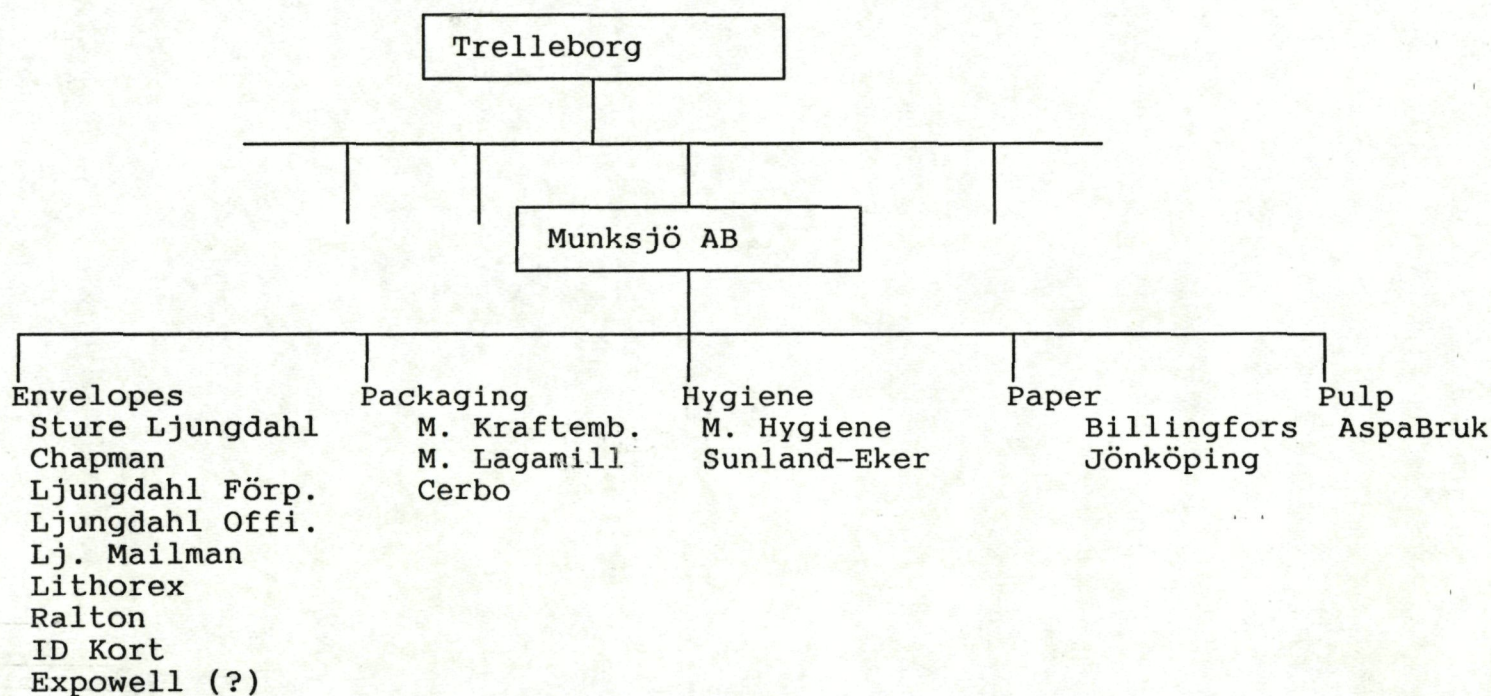 Trelleborg
Munksjö AB
Envelopes
Sture Ljungdahl
Chapman
Ljungdahl Förp.
Ljungdahl Offi.
Lj. Mailman
Lithorex
Ralton
ID Kort
Expowell (?)
Packaging
M. Kraftemb.
M. Lagamill
Cerbo
Hygiene
M. Hygiene
Sunland-Eker
Paper
Billingfors
Jönköping
Pulp
AspaBruk